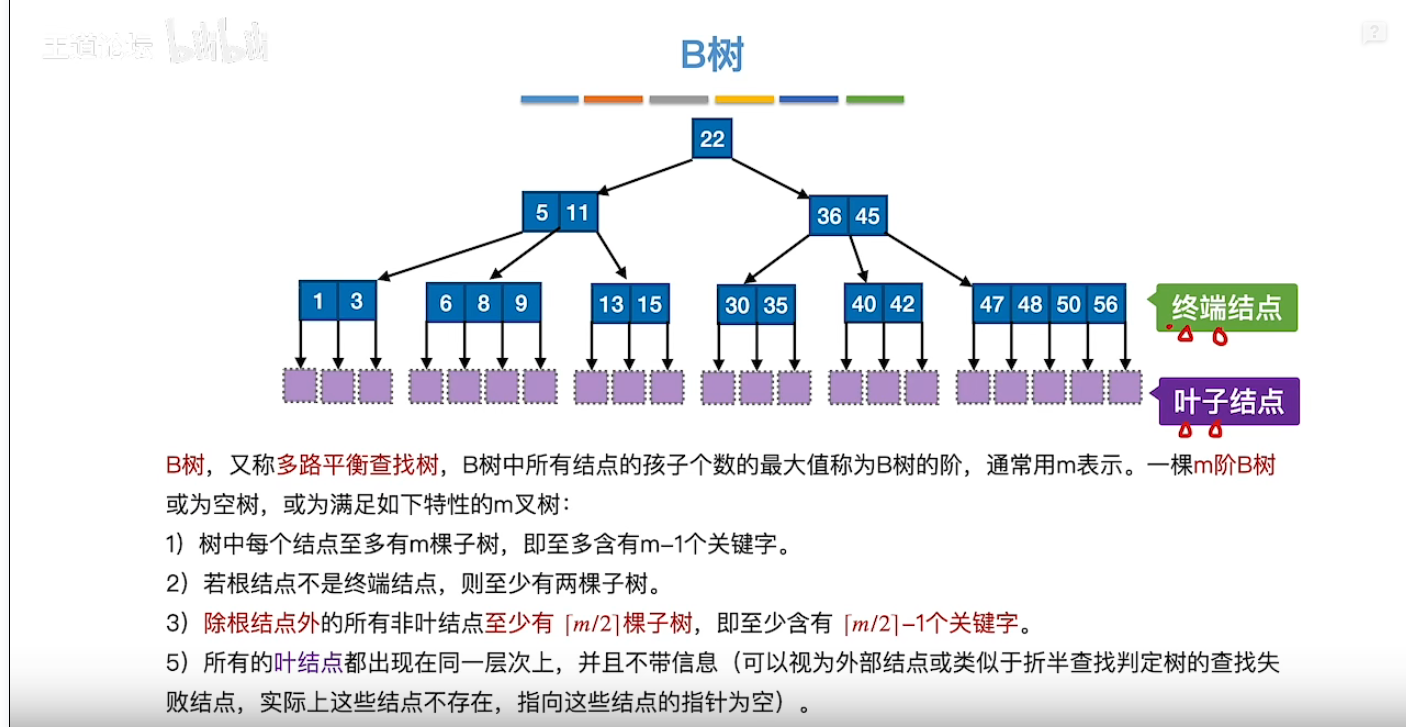 王道论坛 bilibili
?
B树
22
5 11
36 45
1 3
6 8 9
13 15
30 35
40 42
47 48 50 56
终端结点
叶子结点
B树，又称多路平衡查找树，B树中所有结点的孩子个数的最大值称为B树的阶，通常用m表示。一棵m阶B树
或为空树，或为满足如下特性的m叉树：
1）树中每个结点至多有m棵子树，即至多含有m–1个关键字。
2）若根结点不是终端结点，则至少有两棵子树。
3）除根结点外的所有非叶结点至少有 ⌈m/2⌉棵子树，即至少含有 ⌈m/2⌉–1个关键字。
5）所有的叶结点都出现在同一层次上，并且不带信息（可以视为外部结点或类似于折半查找判定树的查找失
败结点，实际上这些结点不存在，指向这些结点的指针为空）。